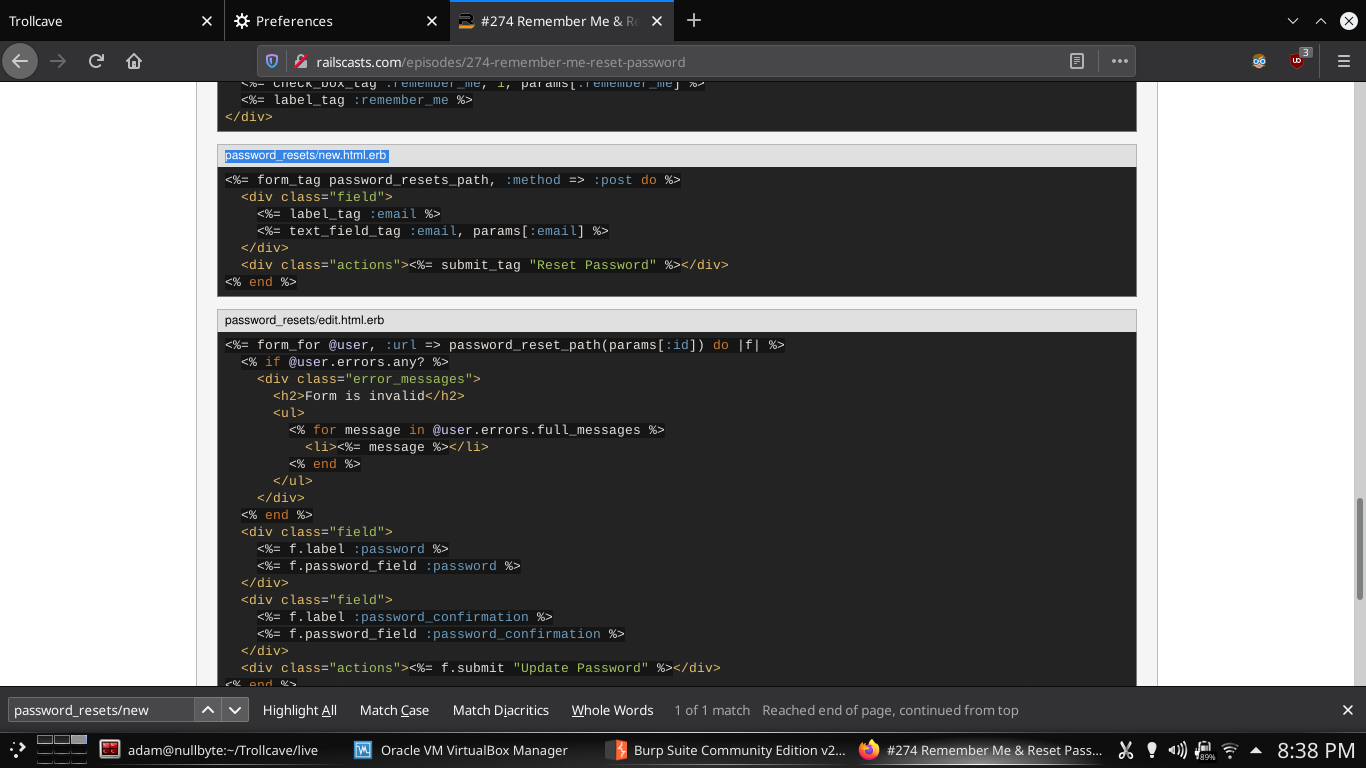 Trollcave
Preferences
#274 Remember Me & Re
railscasts.com/episodes/274-remember-me-reset-password
3
<%= check_box_tag :remember_me, 1, params[:remember_me] %>
<%= label_tag :remember_me %>
</div>
password_resets/new.html.erb
<%= form_tag password_resets_path, :method => :post do %>
<div class="field">
<%= label_tag :email %>
<%= text_field_tag :email, params[:email] %>
</div>
<div class="actions"><%= submit_tag "Reset Password" %></div>
<% end %>
password_resets/edit.html.erb
<%= form_for @user, :url => password_reset_path(params[:id]) do |f| %>
<% if @user.errors.any? %>
<div class="error_messages">
<h2>Form is invalid</h2>
<ul>
<% for message in @user.errors.full_messages %>
<li><%= message %></li>
<% end %>
</ul>
</div>
<% end %>
<div class="field">
<%= f.label :password %>
<%= f.password_field :password %>
</div>
<div class="field">
<%= f.label :password_confirmation %>
<%= f.password_field :password_confirmation %>
</div>
<div class="actions"><%= f.submit "Update Password" %></div>
<% end %>
password_resets/new
Highlight All
Match Case
Match Diacritics
Whole Words
1 of 1 match
Reached end of page, continued from top
adam@nullbyte:~/Trollcave/live
Oracle VM VirtualBox Manager
Burp Suite Community Edition v2...
#274 Remember Me & Reset Pass...
89%
8:38 PM